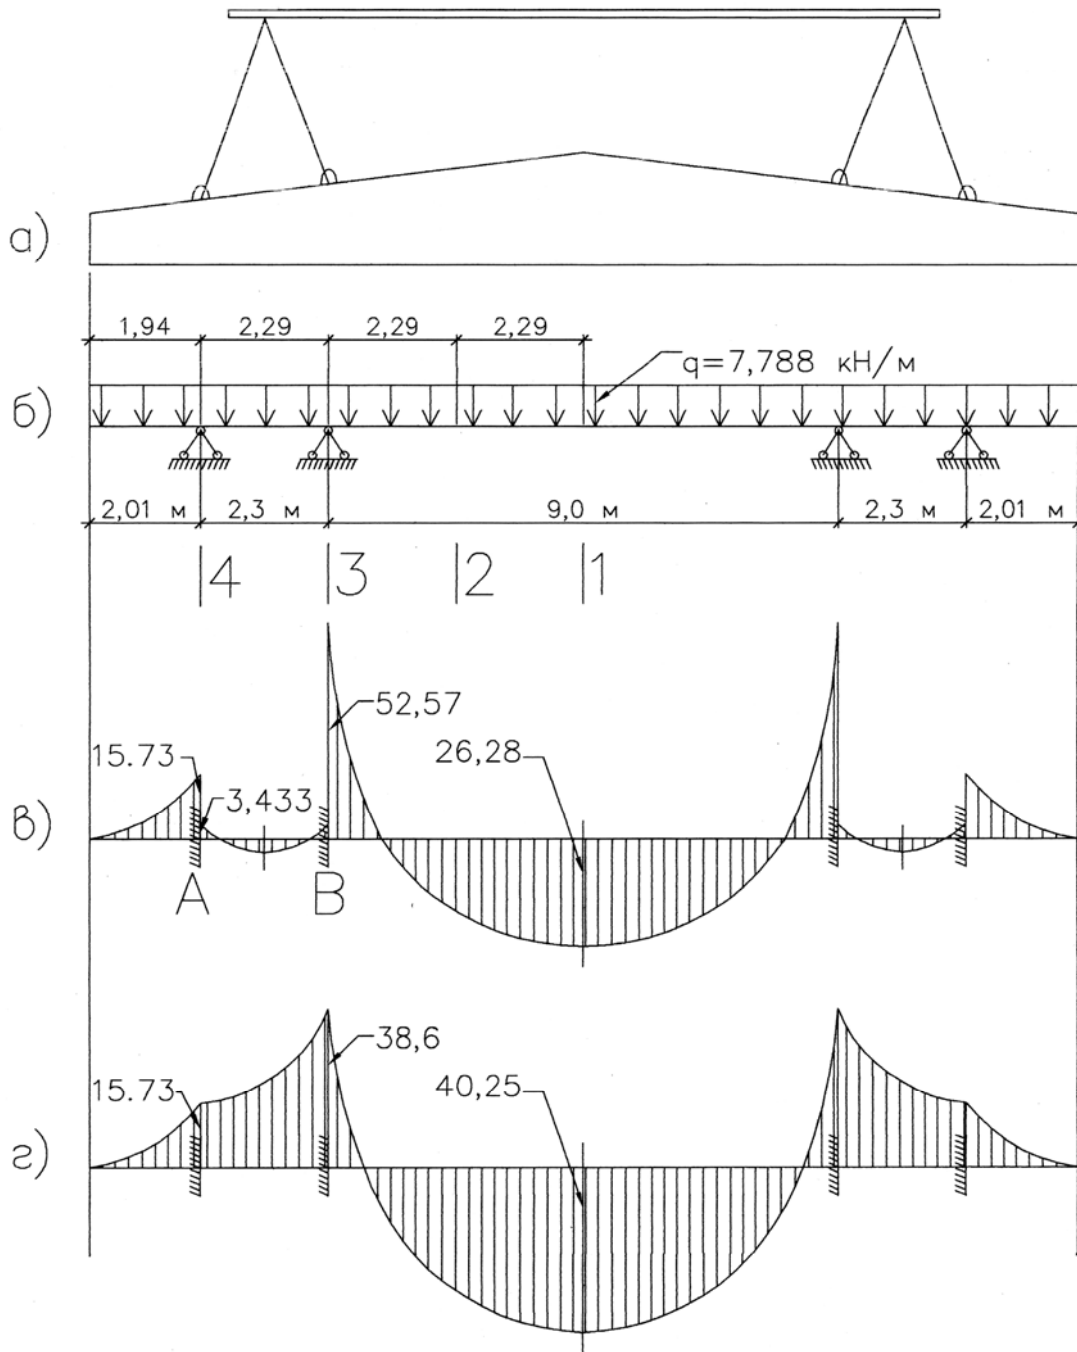 а)
1,94 2,29 2,29 2,29
q=7,788 кН/м
б)
2,01 м 2,3 м 9,0 м 2,3 м 2,01 м
4 3 2 1
52,57
15.73 26,28
3,433
в)
А В
38,6
15.73 40,25
г)